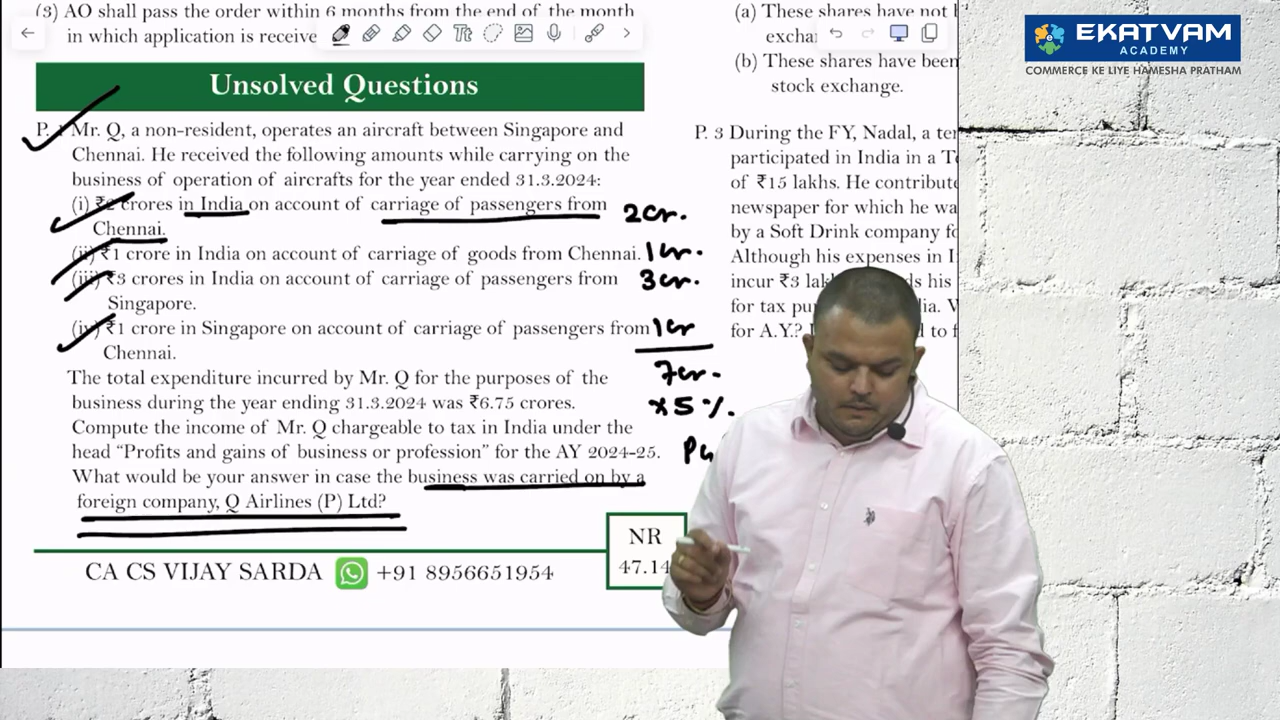 (3) AO shall pass the order within 6 months from the end of the month
in which application is receive
Unsolved Questions
P. 1 Mr. Q, a non-resident, operates an aircraft between Singapore and
Chennai. He received the following amounts while carrying on the
business of operation of aircrafts for the year ended 31.3.2024:
(i) ₹2 crores in India on account of carriage of passengers from
Chennai.
2cr.
(ii) ₹1 crore in India on account of carriage of goods from Chennai. 1cr.
(iii) ₹3 crores in India on account of carriage of passengers from
Singapore.
3cr.
(iv) ₹1 crore in Singapore on account of carriage of passengers from
Chennai.
1cr
7cr.
x5%.
The total expenditure incurred by Mr. Q for the purposes of the
business during the year ending 31.3.2024 was ₹6.75 crores.
Compute the income of Mr. Q chargeable to tax in India under the
head “Profits and gains of business or profession” for the AY 2024-25.
What would be your answer in case the business was carried on by a
foreign company, Q Airlines (P) Ltd?
NR
47.14
CA CS VIJAY SARDA +91 8956651954
(a) These shares have not
excha
(b) These shares have been
stock exchange.
P. 3 During the FY, Nadal, a te
participated in India in a T
of ₹15 lakhs. He contribute
newspaper for which he wa
by a Soft Drink company fo
Although his expenses in I
incur ₹3 lak ds his
for tax pu dia. W
for A.Y.? d to f
EKATVAM
ACADEMY
COMMERCE KE LIYE HAMESHA PRATHAM